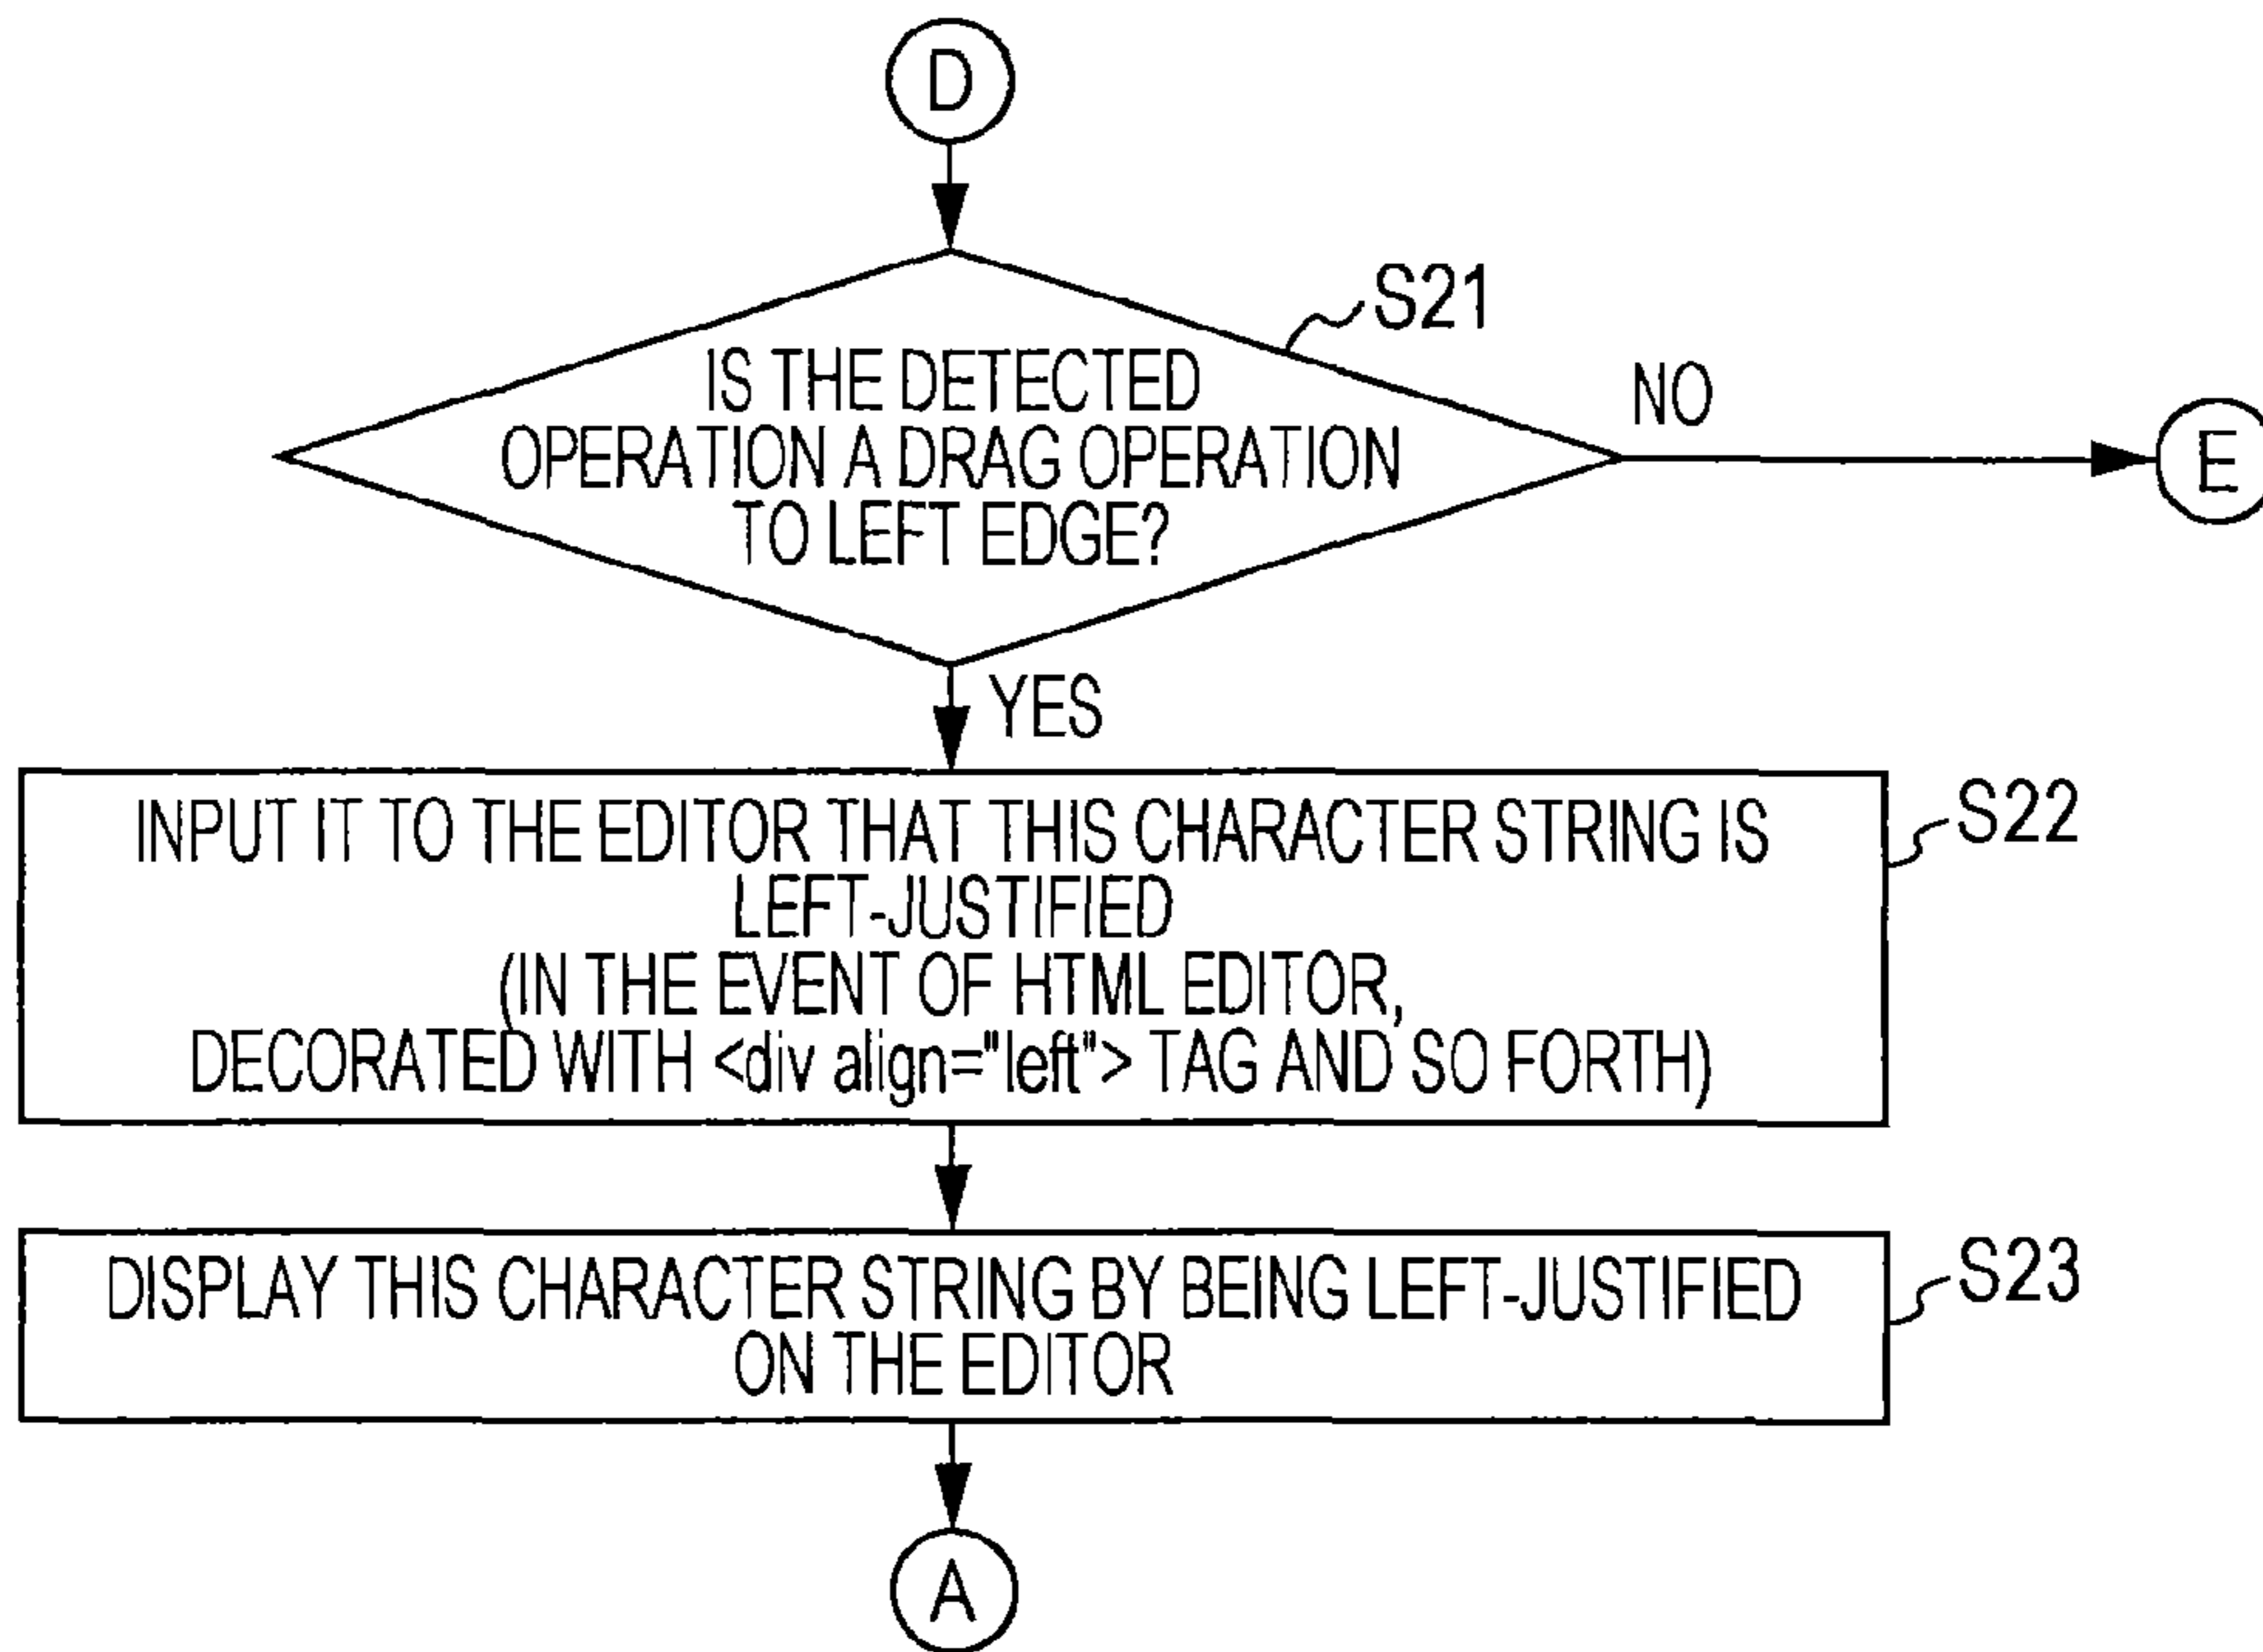 D
S21
IS THE DETECTED
OPERATION A DRAG OPERATION
TO LEFT EDGE?
NO
E
YES
INPUT IT TO THE EDITOR THAT THIS CHARACTER STRING IS
LEFT-JUSTIFIED
(IN THE EVENT OF HTML EDITOR,
DECORATED WITH <div align="left"> TAG AND SO FORTH)
S22
DISPLAY THIS CHARACTER STRING BY BEING LEFT-JUSTIFIED
ON THE EDITOR
S23
A